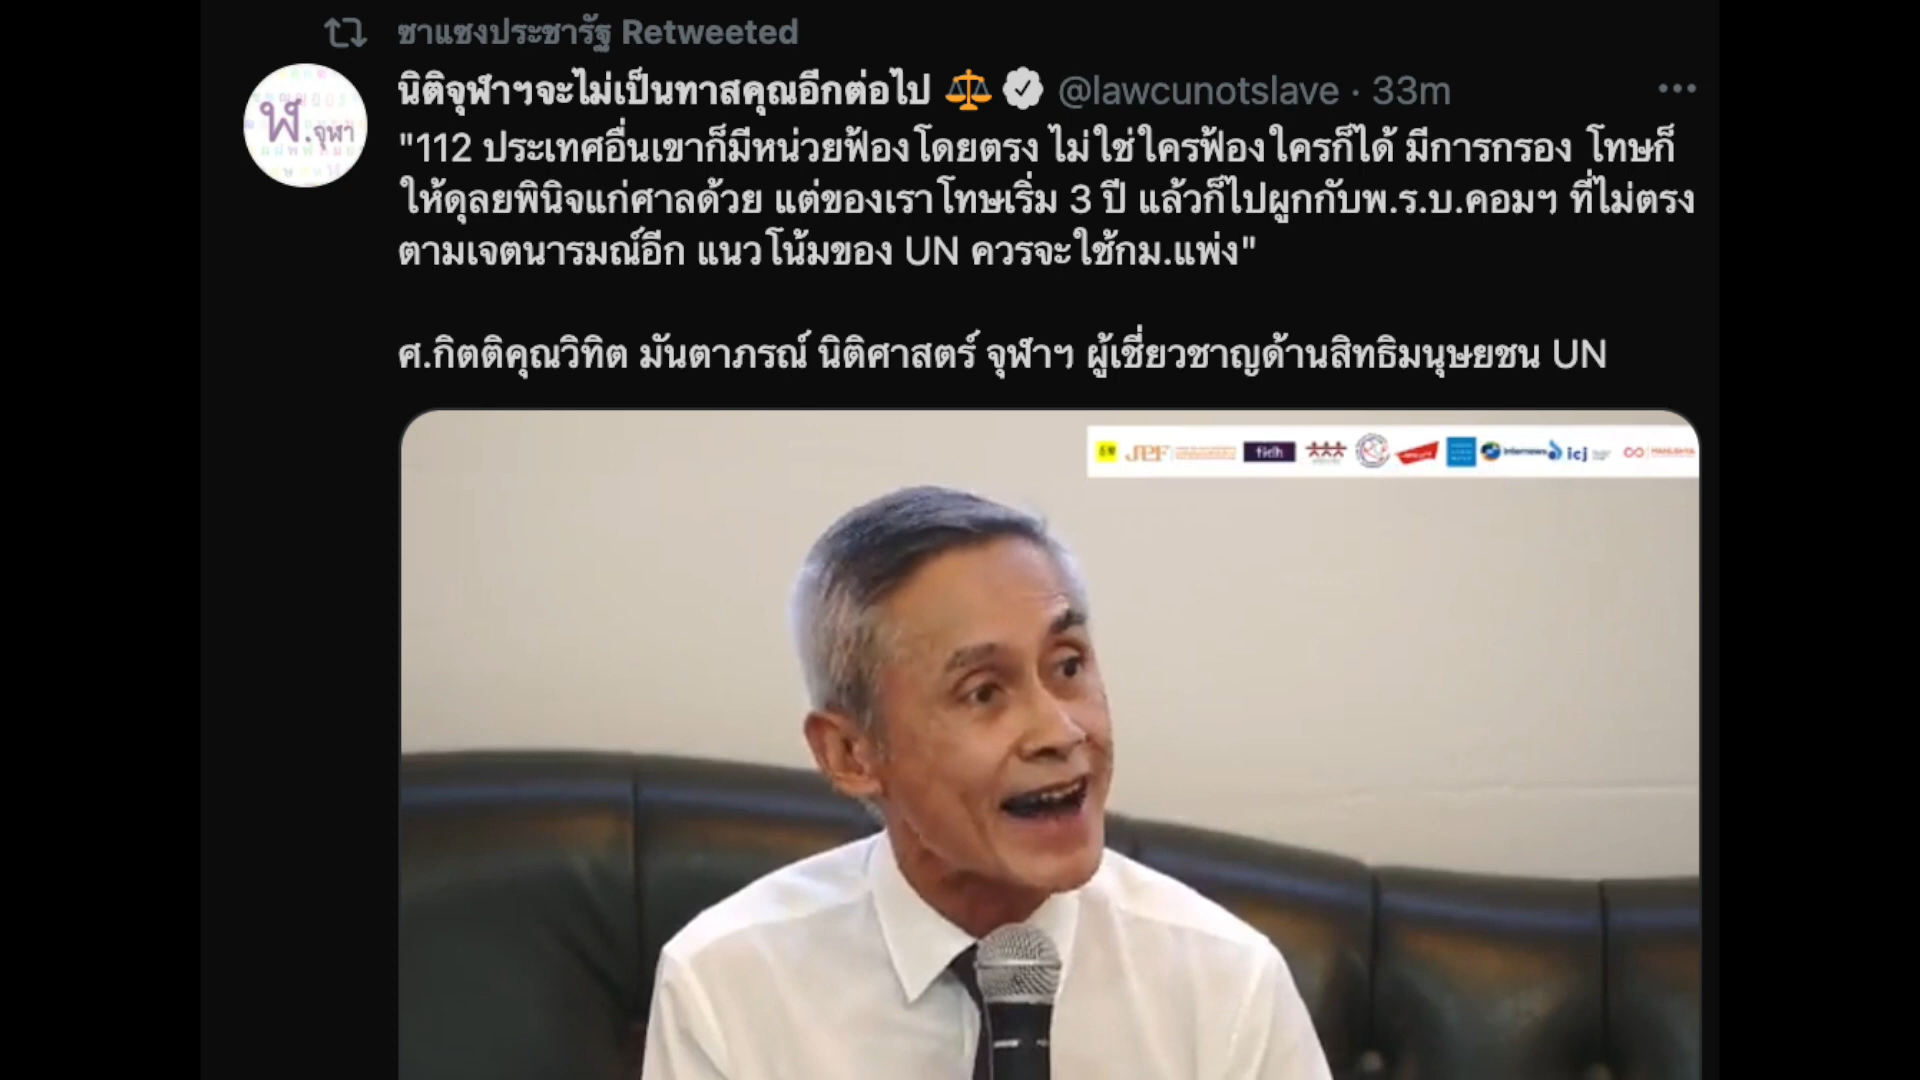 ซาแซงประชารัฐ Retweeted
นิติจุฬาฯจะไม่เป็นทาสคุณอีกต่อไป @lawcunotslave · 33m
"112 ประเทศอื่นเขาก็มีหน่วยฟ้องโดยตรง ไม่ใช่ใครฟ้องใครก็ได้ มีการกรอง โทษก็
ให้ดุลยพินิจแก่ศาลด้วย แต่ของเราโทษเริ่ม 3 ปี แล้วก็ไปผูกกับพ.ร.บ.คอมฯ ที่ไม่ตรง
ตามเจตนารมณ์อีก แนวโน้มของ UN ควรจะใช้กม.แพ่ง"
ศ.กิตติคุณวิทิต มันตาภรณ์ นิติศาสตร์ จุฬาฯ ผู้เชี่ยวชาญด้านสิทธิมนุษยชน UN
ฬ.จุฬา
JPF
fidh
internews
icj
MANUSHYA